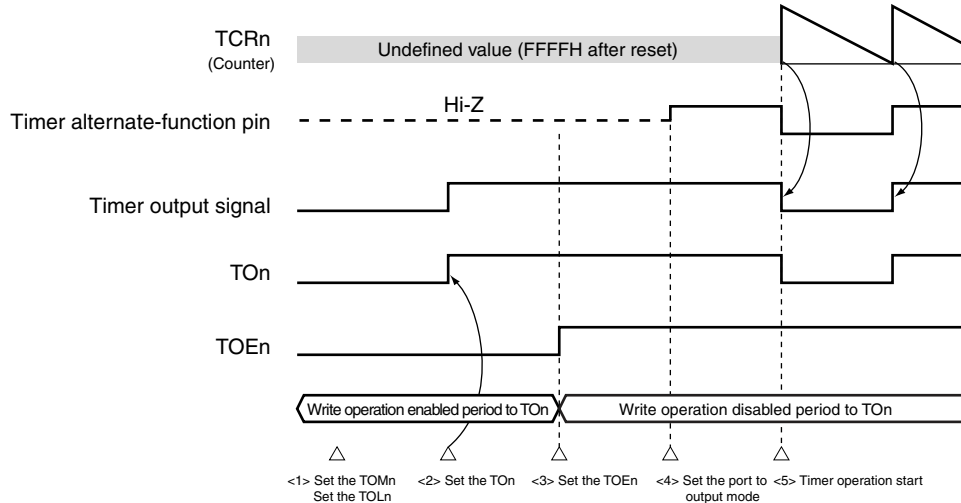 TCRn
(Counter)
Undefined value (FFFFH after reset)
Hi-Z
Timer alternate-function pin
Timer output signal
TOn
TOEn
Write operation enabled period to TOn
Write operation disabled period to TOn
<1> Set the TOMn
Set the TOLn
<2> Set the TOn
<3> Set the TOEn
<4> Set the port to
output mode
<5> Timer operation start